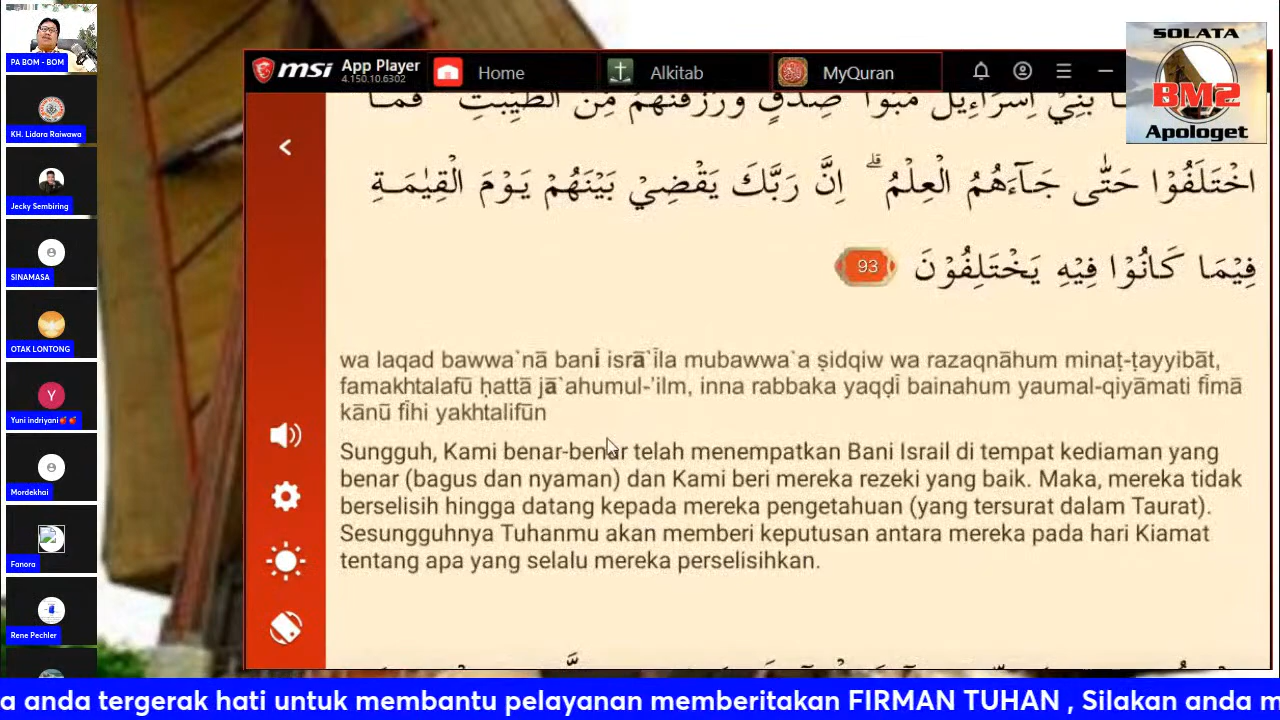 PA BOM - BOM
KH. Lidara Raiwawa
Jecky Sembiring
SINAMASA
OTAK LONTONG
Y
Yuni indriyani
Mordekhai
Fanora
Rene Pechler
msi App Player
4.150.10.6302
Home
Alkitab
MyQuran
SOLATA
BM2
Apologet
بَنِيْٓ اِسْرَاۤءِيْلَ مُبَوَّاَ صِدْقٍ وَّرَزَقْنٰهُمْ مِّنَ الطَّيِّبٰتِ ۚ فَمَا
اخْتَلَفُوْا حَتّٰى جَاۤءَهُمُ الْعِلْمُ ۗ اِنَّ رَبَّكَ يَقْضِيْ بَيْنَهُمْ يَوْمَ الْقِيٰمَةِ
فِيْمَا كَانُوْا فِيْهِ يَخْتَلِفُوْنَ 93
wa laqad bawwa`nā banī isrā`īla mubawwa`a ṣidqiw wa razaqnāhum minaṭ-ṭayyibāt,
famakhtalafū ḥattā jā`ahumul-'ilm, inna rabbaka yaqḍī bainahum yaumal-qiyāmati fīmā
kānū fīhi yakhtalifūn
Sungguh, Kami benar-benar telah menempatkan Bani Israil di tempat kediaman yang
benar (bagus dan nyaman) dan Kami beri mereka rezeki yang baik. Maka, mereka tidak
berselisih hingga datang kepada mereka pengetahuan (yang tersurat dalam Taurat).
Sesungguhnya Tuhanmu akan memberi keputusan antara mereka pada hari Kiamat
tentang apa yang selalu mereka perselisihkan.
a anda tergerak hati untuk membantu pelayanan memberitakan FIRMAN TUHAN , Silakan anda m